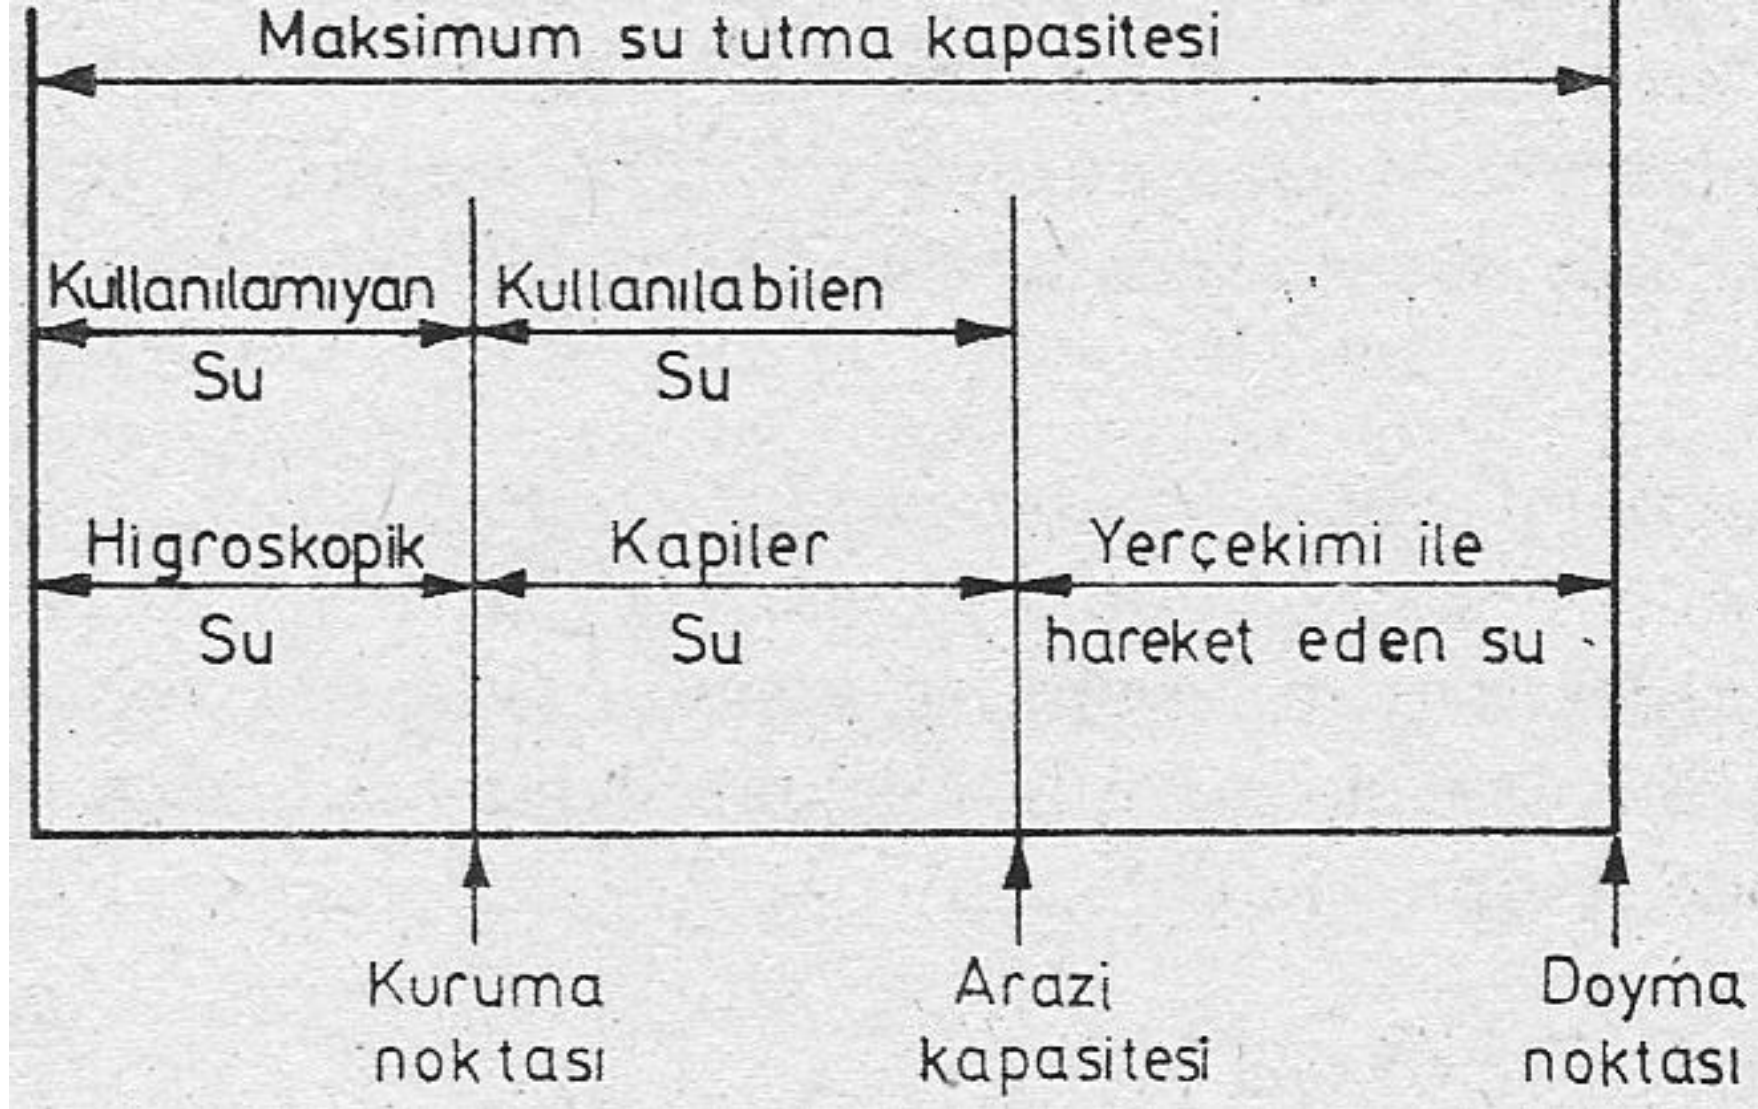 Maksimum su tutma kapasitesi
Kullanılamıyan
Su
Kullanılabilen
Su
Higroskopik
Su
Kapiler
Su
Yerçekimi ile
hareket eden su
Kuruma
noktası
Arazi
kapasitesi
Doyma
noktası